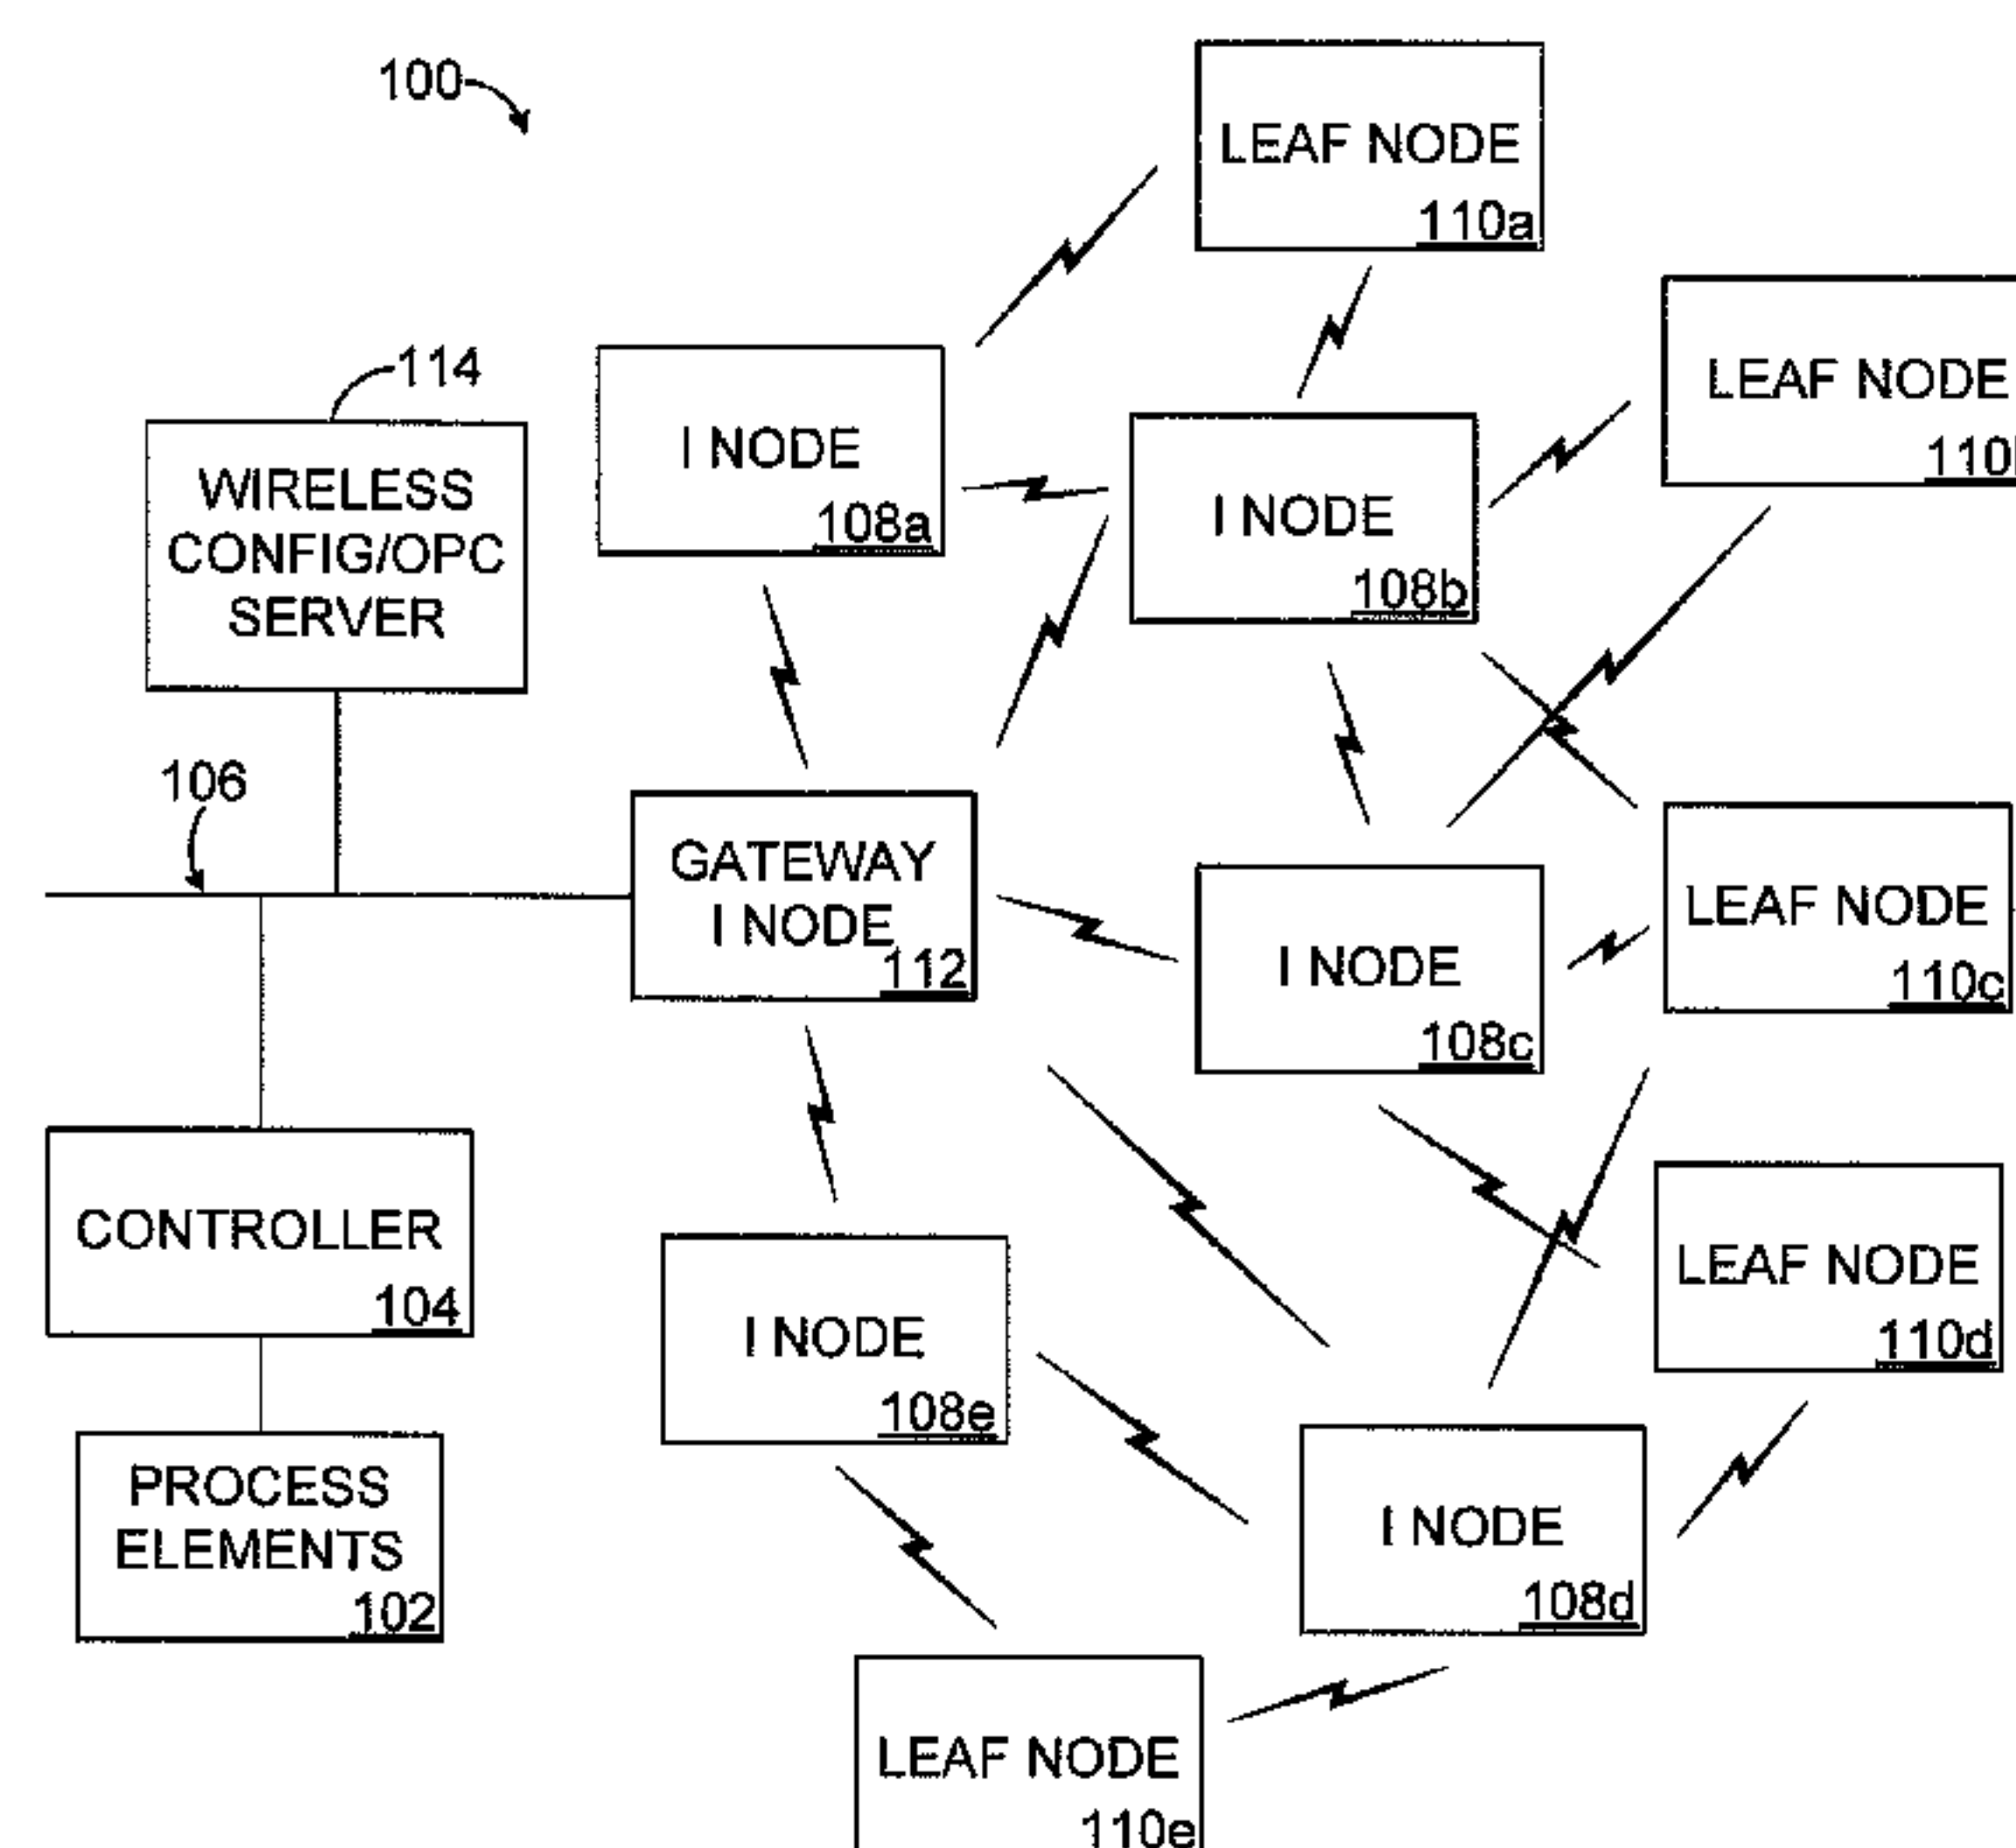 100
LEAF NODE
110a
LEAF NODE
114
I NODE
108a
WIRELESS
CONFIG/OPC
SERVER
I NODE
108b
106
GATEWAY
I NODE
112
LEAF NODE
110c
I NODE
108c
CONTROLLER
104
LEAF NODE
110d
I NODE
108e
PROCESS
ELEMENTS
102
I NODE
108d
LEAF NODE
110e